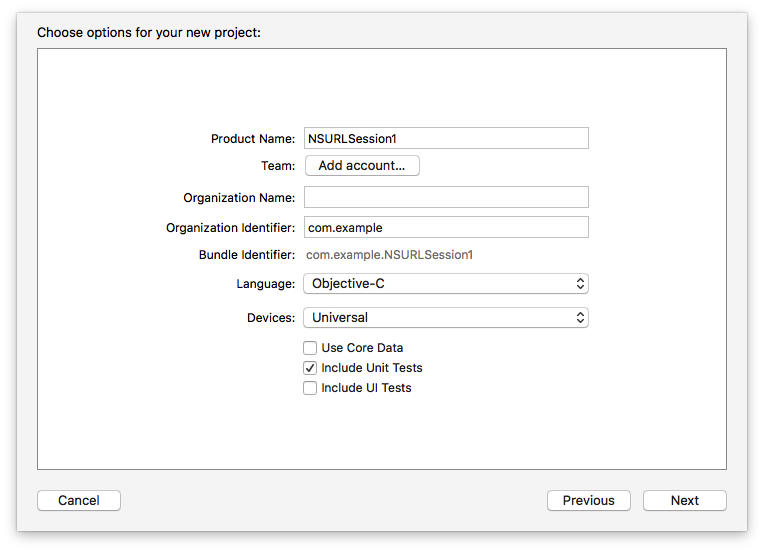 Choose options for your new project:
Product Name: NSURLSession1
Team: Add account...
Organization Name:
Organization Identifier: com.example
Bundle Identifier: com.example.NSURLSession1
Language: Objective-C
Devices: Universal
Use Core Data
Include Unit Tests
Include UI Tests
Cancel Previous Next